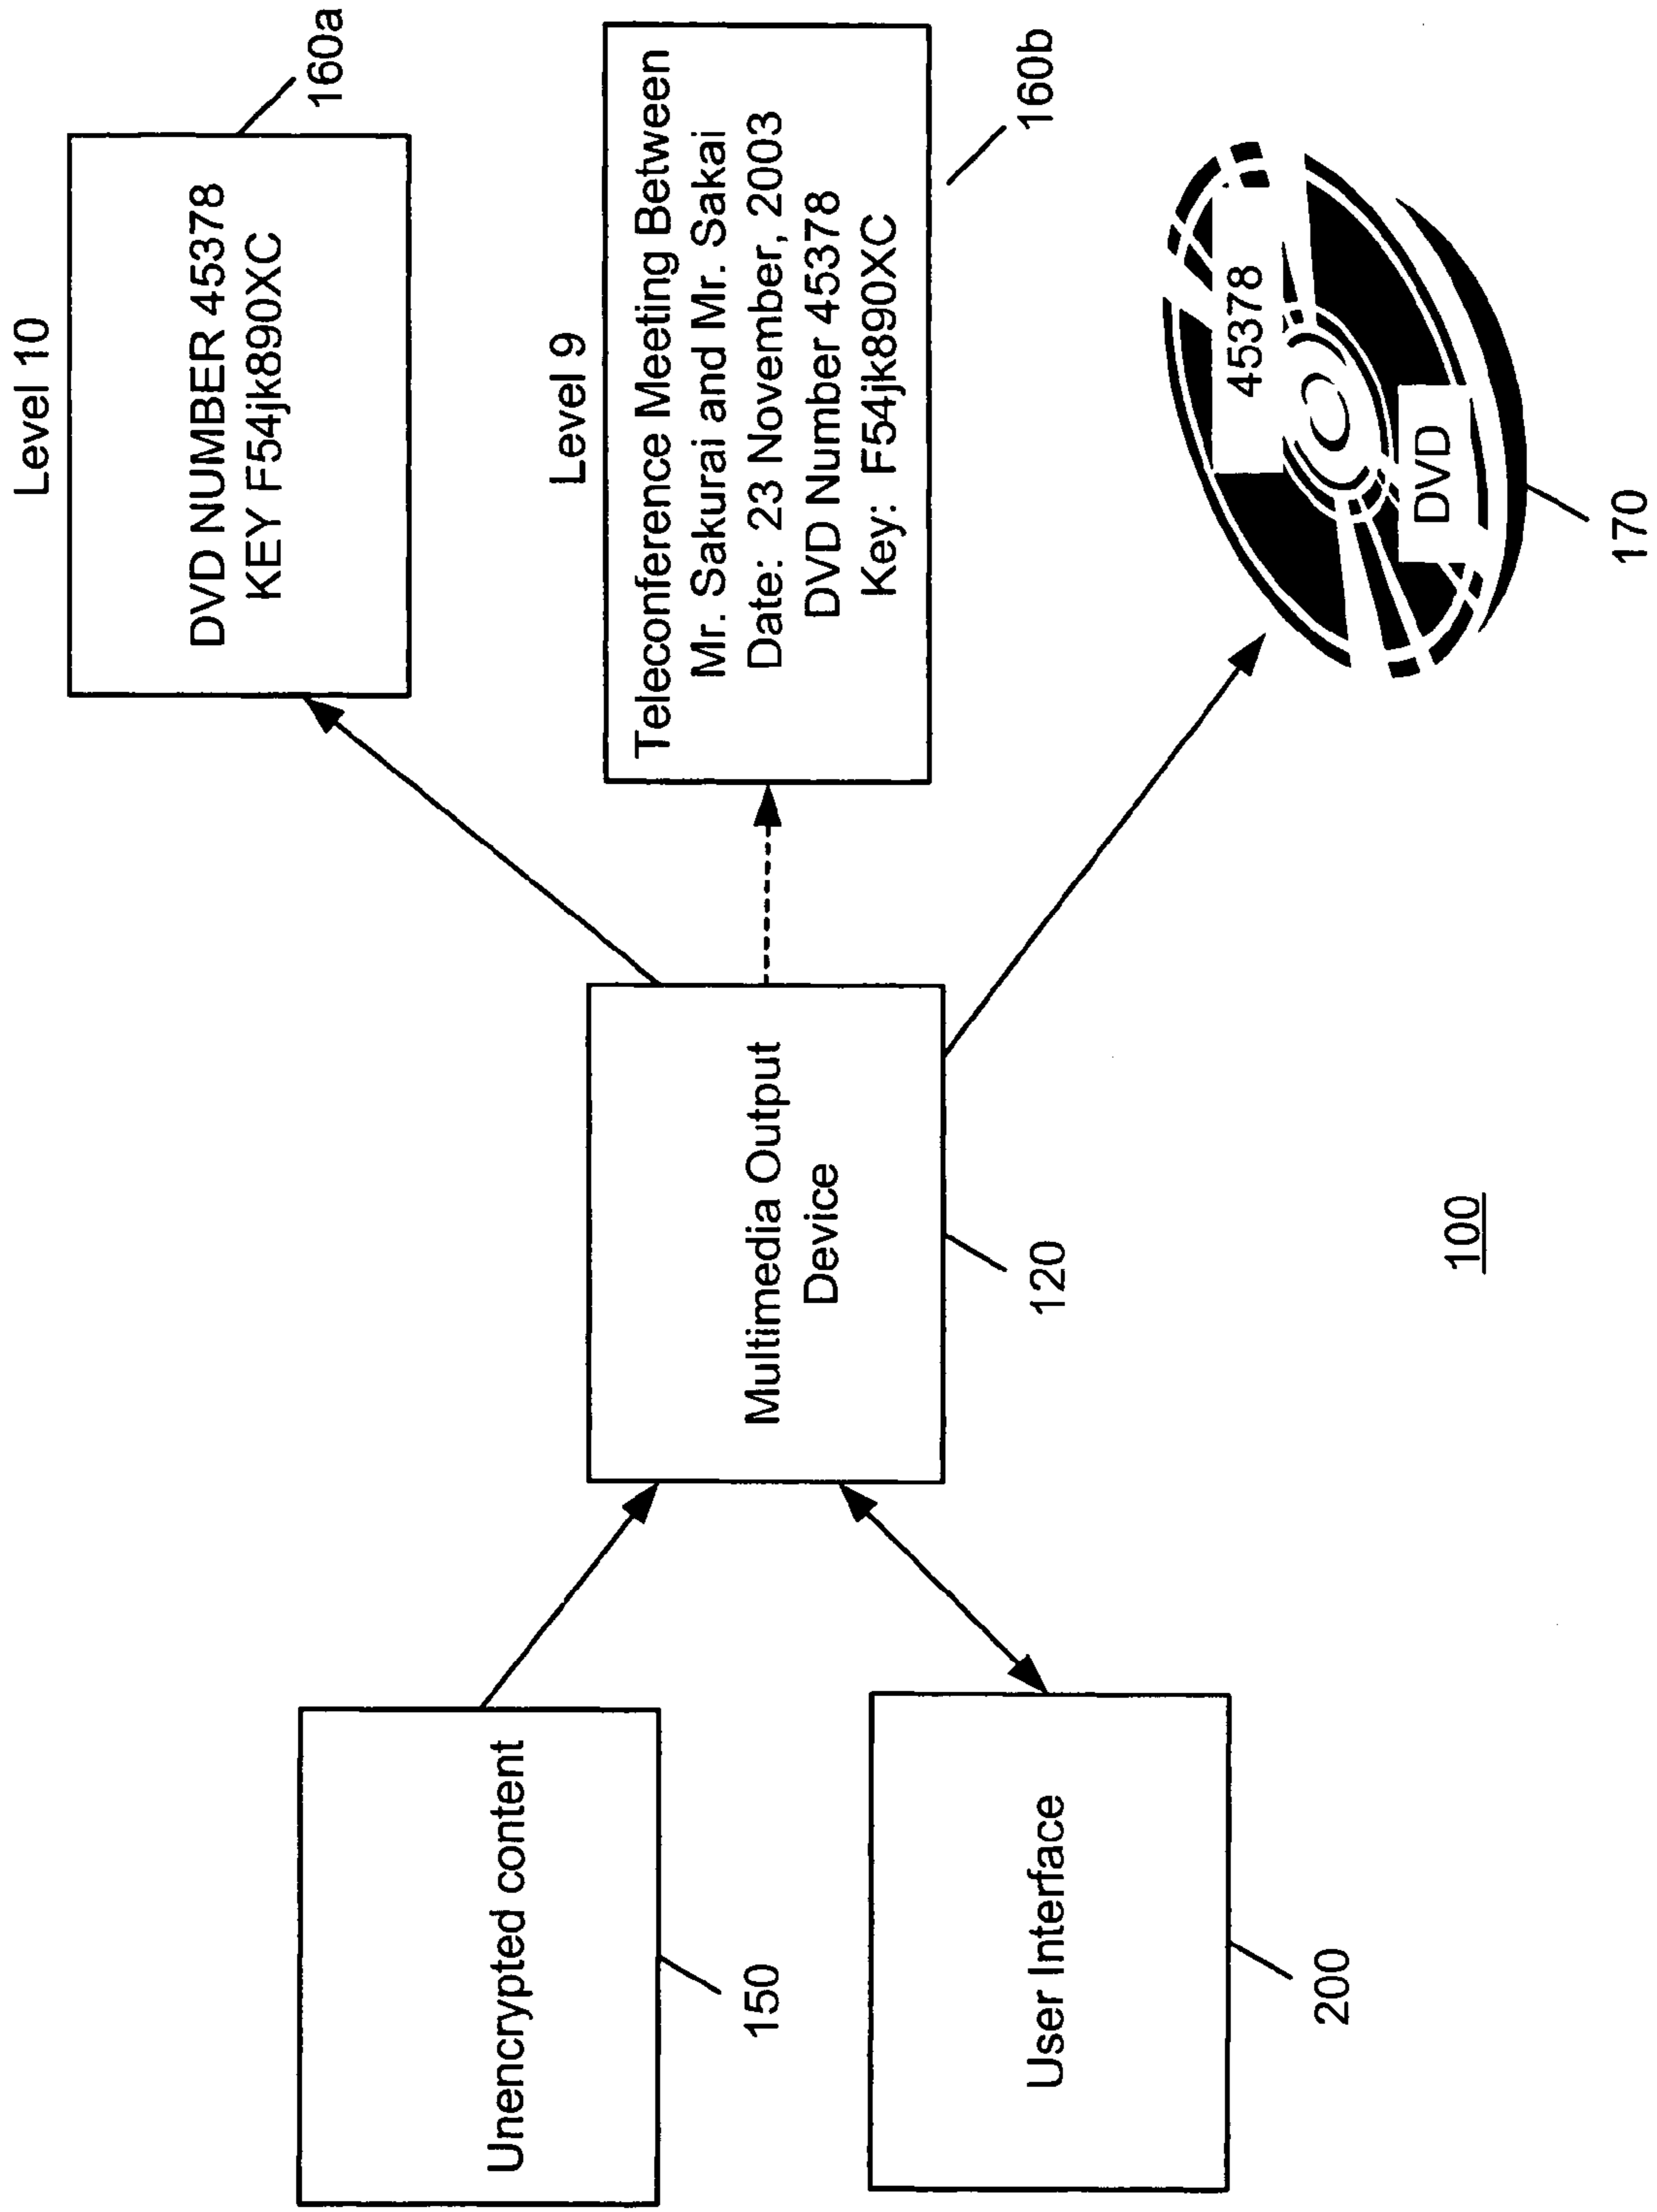 Level 10
DVD NUMBER 45378
KEY F54jk890XC
160a
Level 9
Teleconference Meeting Between
Mr. Sakurai and Mr. Sakai
Date: 23 November, 2003
DVD Number 45378
Key: F54jk890XC
160b
Unencrypted content
150
Multimedia Output
Device
120
User Interface
200
45378
DVD
170
100